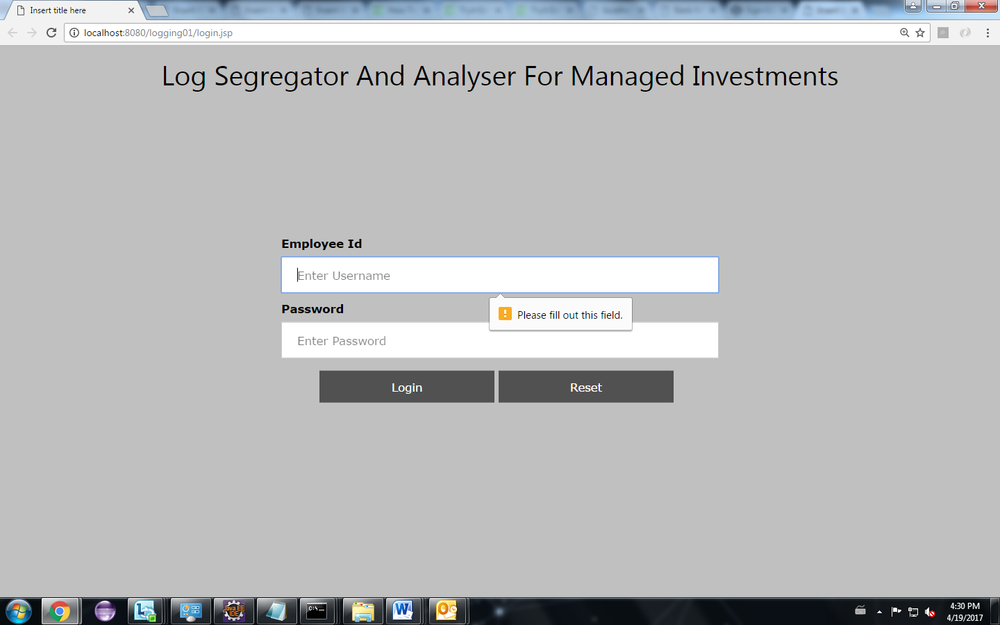 Insert title here
localhost:8080/logging01/login.jsp
Log Segregator And Analyser For Managed Investments
Employee Id
Enter Username
Password
Please fill out this field.
Enter Password
Login Reset
Java EE
IDE
C:\_
4:30 PM
4/19/2017